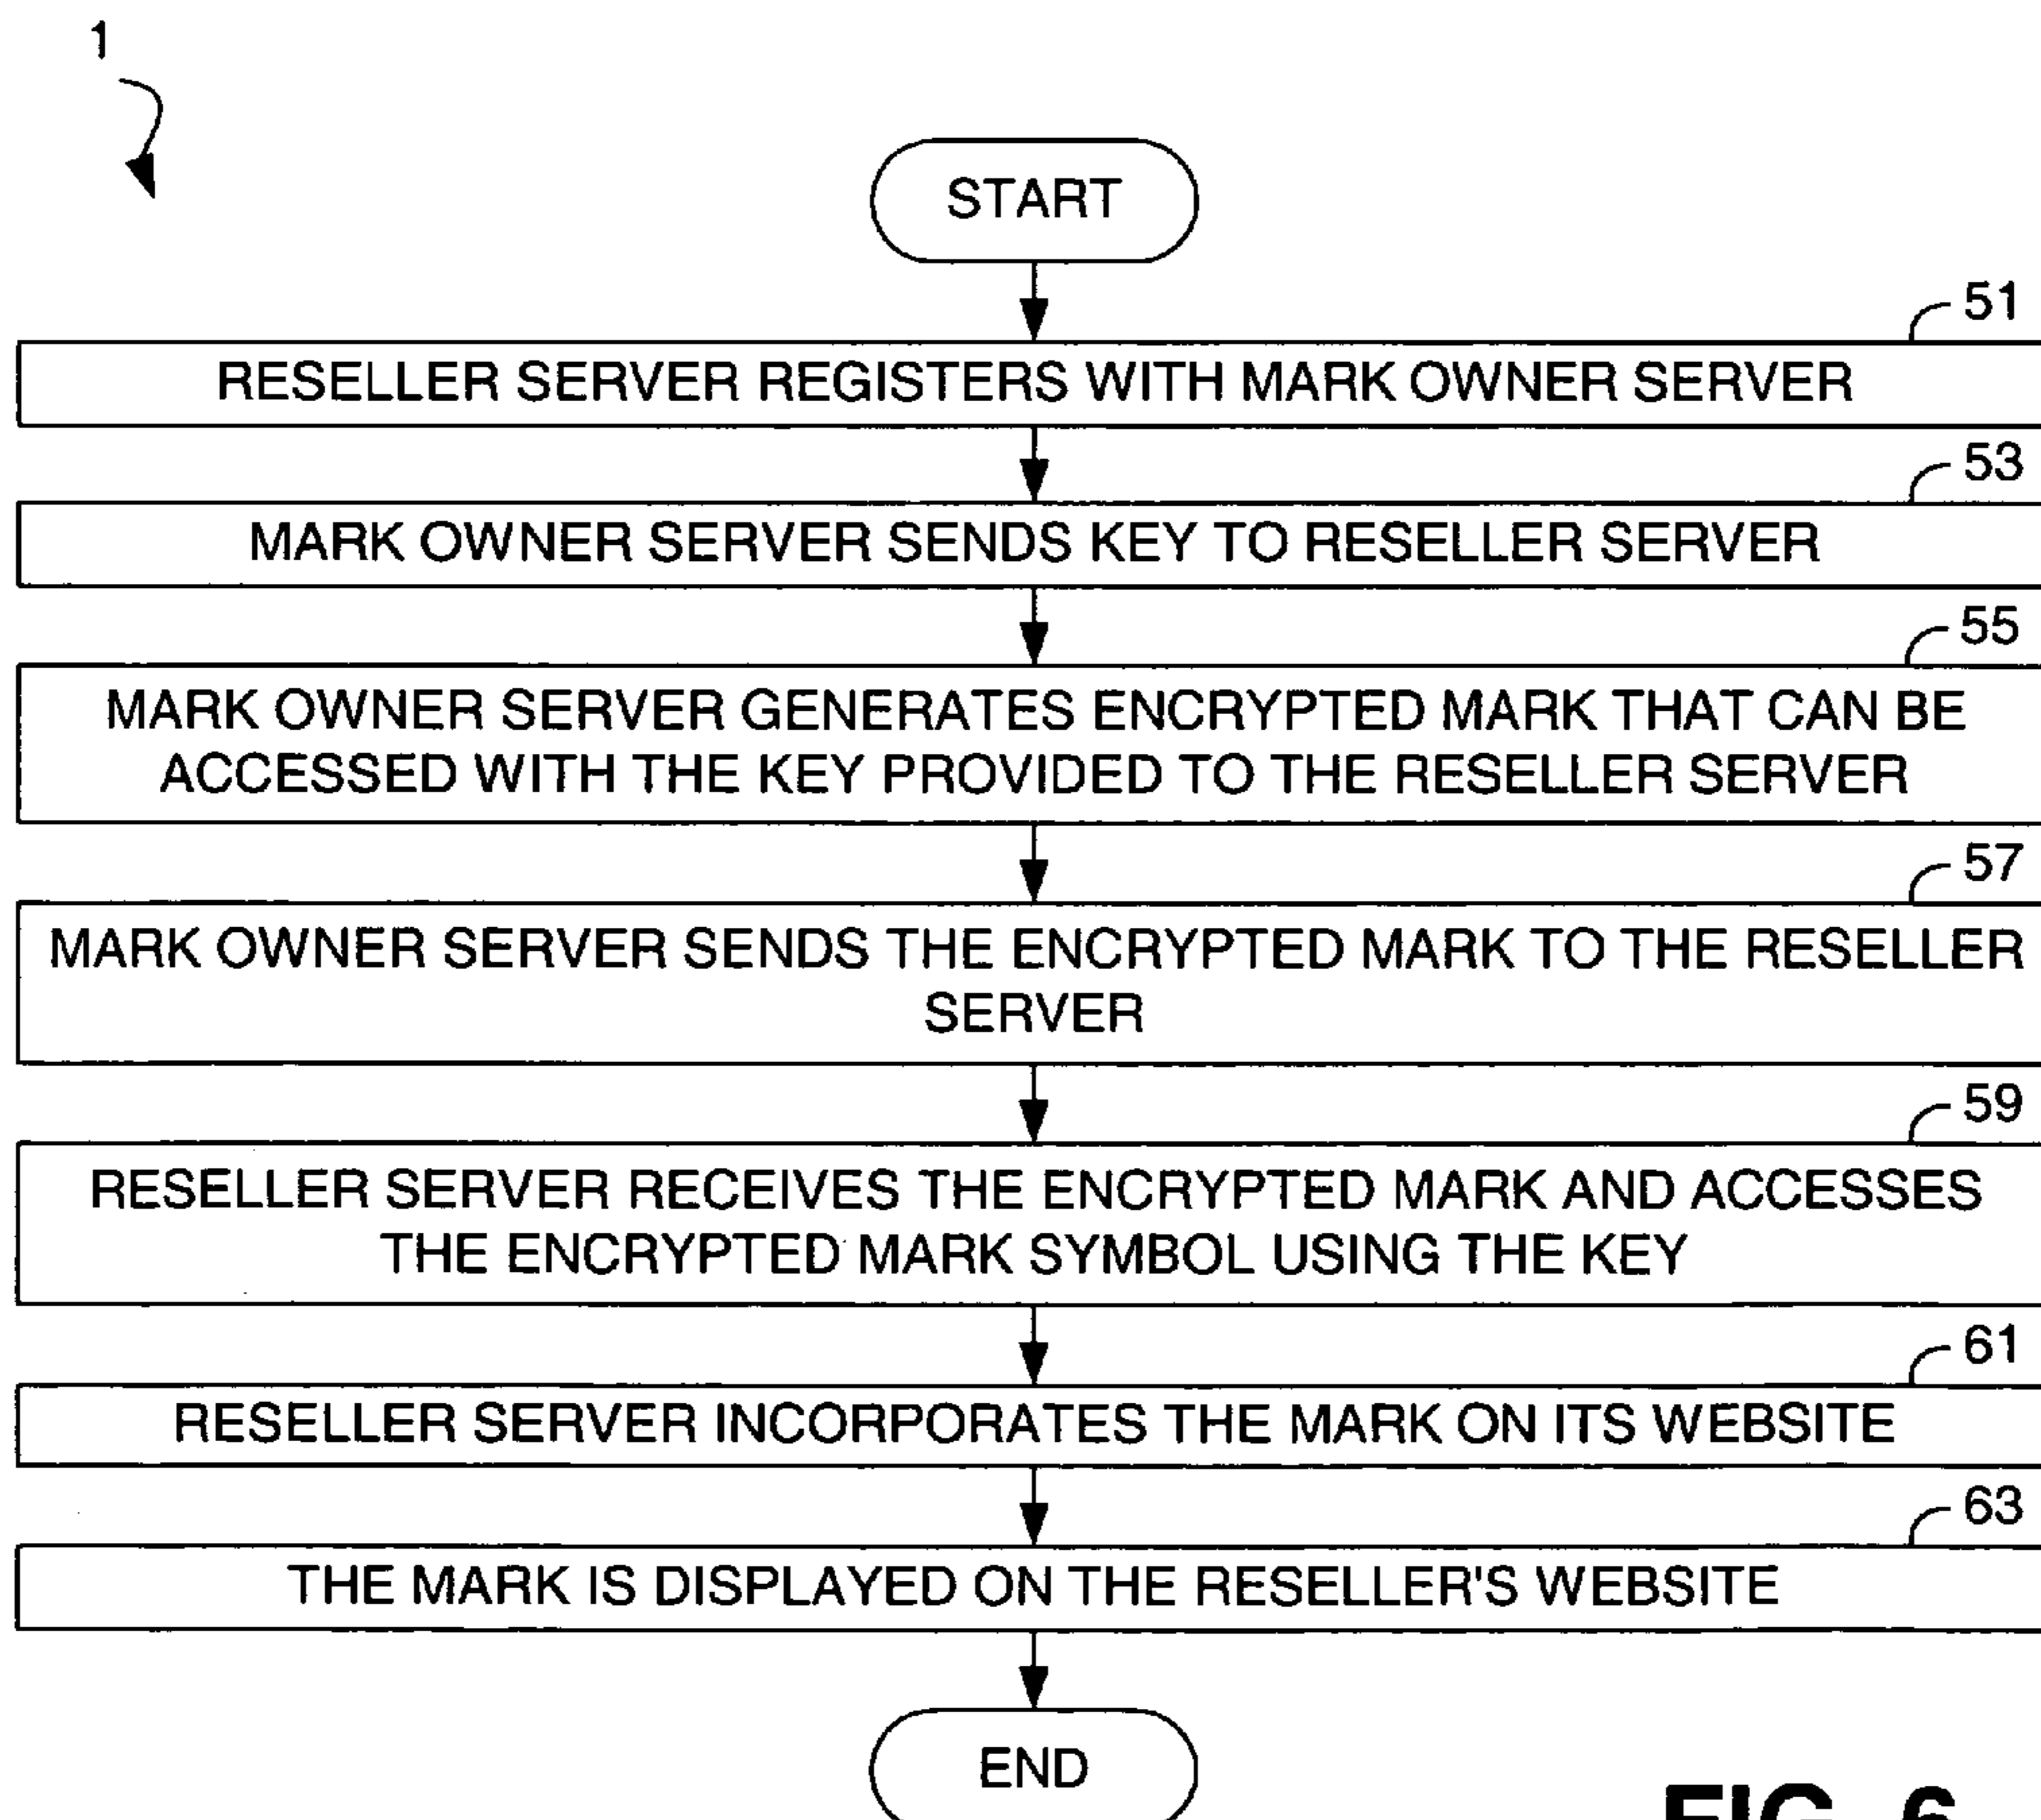 1
START
51
RESELLER SERVER REGISTERS WITH MARK OWNER SERVER
53
MARK OWNER SERVER SENDS KEY TO RESELLER SERVER
55
MARK OWNER SERVER GENERATES ENCRYPTED MARK THAT CAN BE
ACCESSED WITH THE KEY PROVIDED TO THE RESELLER SERVER
57
MARK OWNER SERVER SENDS THE ENCRYPTED MARK TO THE RESELLER
SERVER
59
RESELLER SERVER RECEIVES THE ENCRYPTED MARK AND ACCESSES
THE ENCRYPTED MARK SYMBOL USING THE KEY
61
RESELLER SERVER INCORPORATES THE MARK ON ITS WEBSITE
63
THE MARK IS DISPLAYED ON THE RESELLER'S WEBSITE
END
FIG. 6